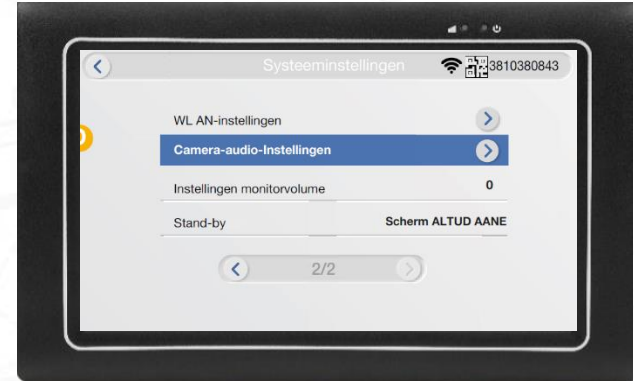 Systeeminstellingen 3810380843
WL AN-instellingen
Camera-audio-Instellingen
Instellingen monitorvolume 0
Stand-by Scherm ALTUD AANE
2/2